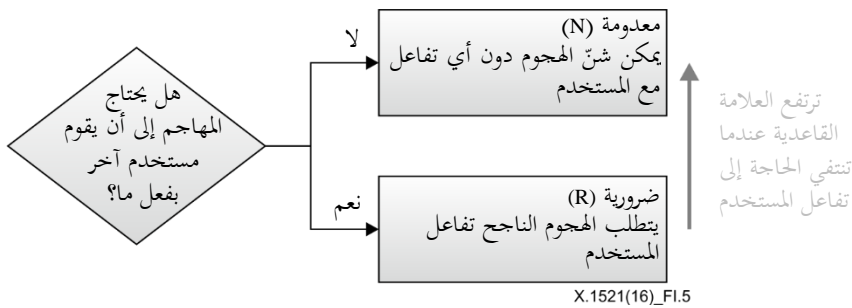 هل يحتاج
المهاجم إلى أن يقوم
مستخدم آخر
بفعل ما؟
لا
معدومة (N)
يمكن شنّ الهجوم دون أي تفاعل
مع المستخدم
نعم
ضرورية (R)
يتطلب الهجوم الناجح تفاعل
المستخدم
ترتفع العلامة
القاعدية عندما
تنتفي الحاجة إلى
تفاعل المستخدم
X.1521(16)_FI.5